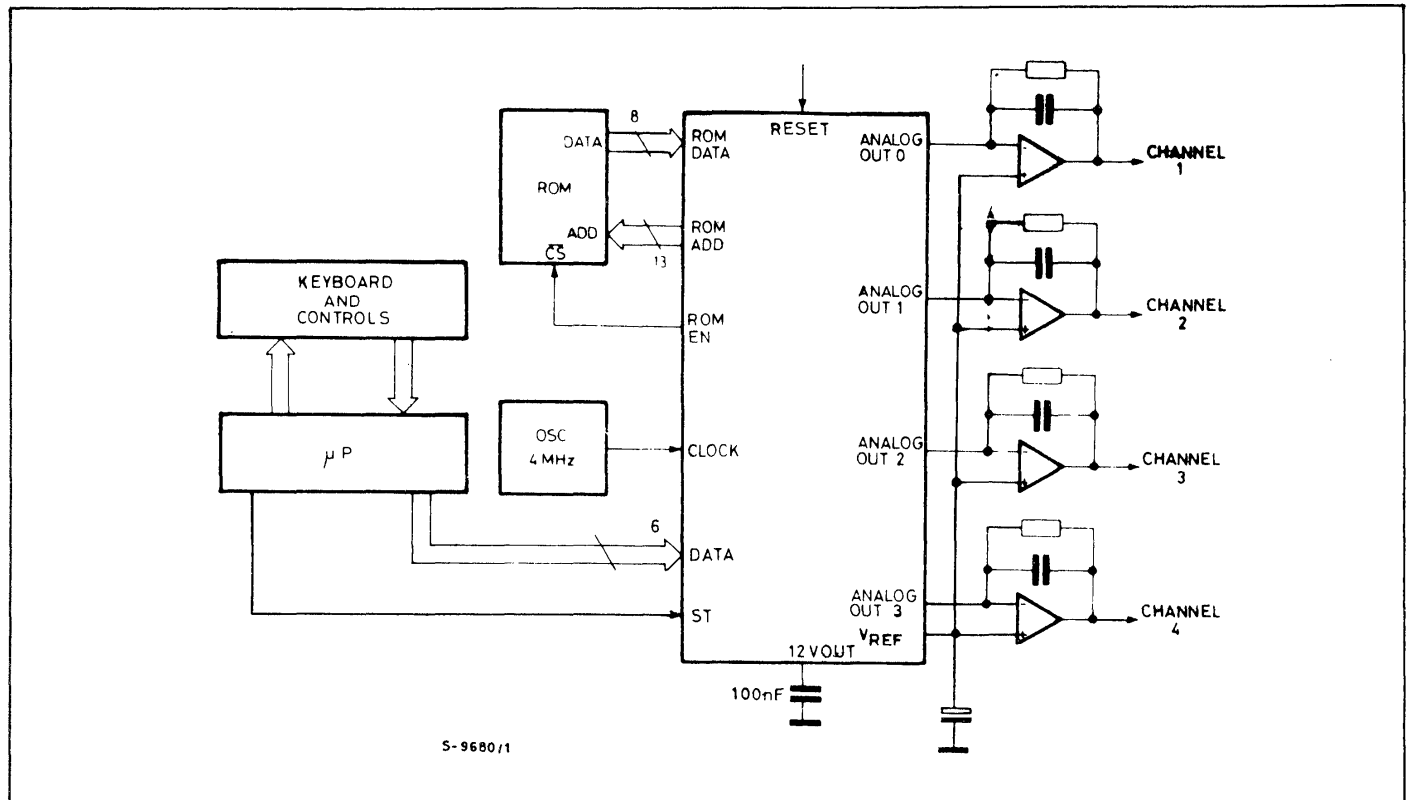 RESET
8
DATA
ROM
DATA
ROM
ADD
CS
ROM
ADD
13
ROM
EN
KEYBOARD
AND
CONTROLS
µP
OSC
4 MHz
CLOCK
6
DATA
ST
ANALOG
OUT 0
CHANNEL
1
ANALOG
OUT 1
CHANNEL
2
ANALOG
OUT 2
CHANNEL
3
ANALOG
OUT 3
CHANNEL
4
VREF
12 VOUT
100nF
S-9680/1